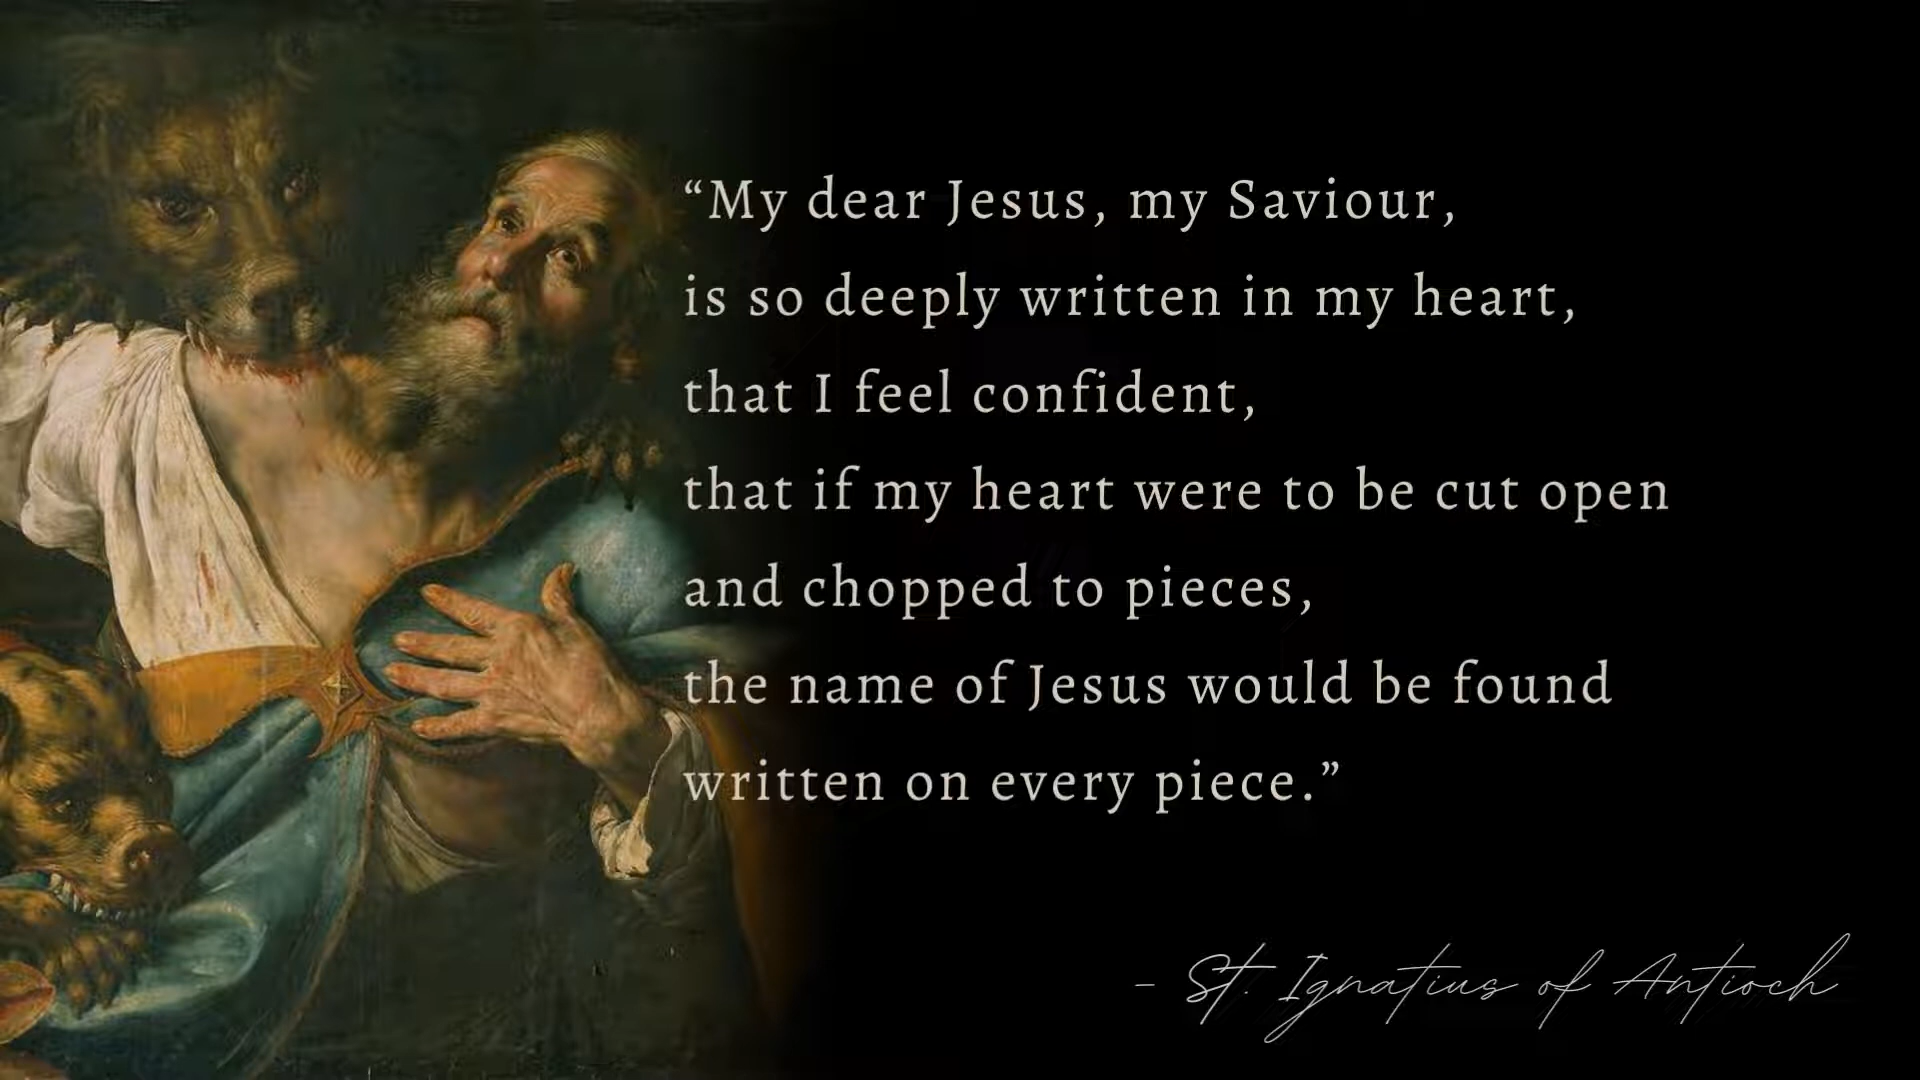 “My dear Jesus, my Saviour,
is so deeply written in my heart,
that I feel confident,
that if my heart were to be cut open
and chopped to pieces,
the name of Jesus would be found
written on every piece.”
– St. Ignatius of Antioch